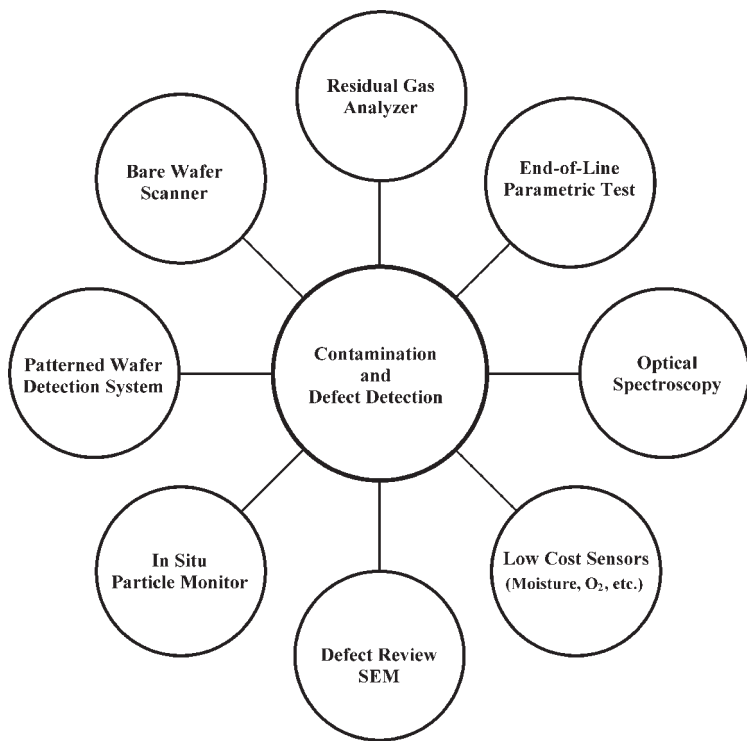 Residual Gas
Analyzer
End-of-Line
Parametric Test
Bare Wafer
Scanner
Contamination
and
Defect Detection
Optical
Spectroscopy
Patterned Wafer
Detection System
In Situ
Particle Monitor
Low Cost Sensors
(Moisture, O₂, etc.)
Defect Review
SEM